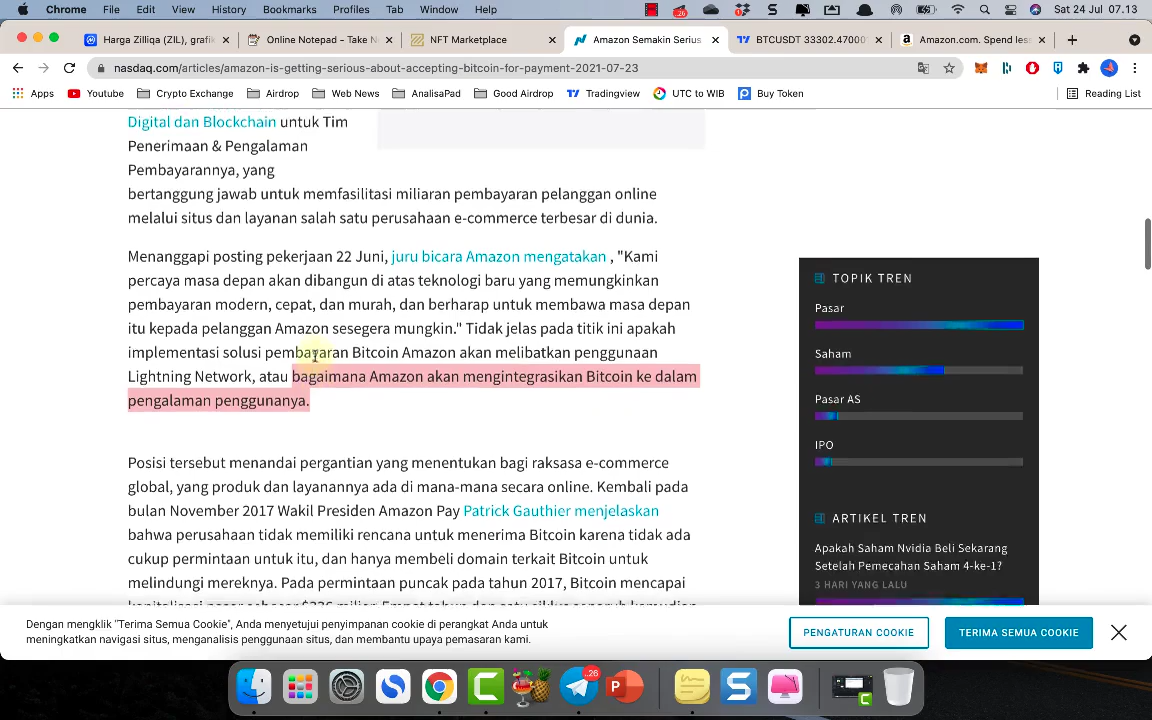 Chrome File Edit View History Bookmarks Profiles Tab Window Help Sat 24 Jul 07.13
Harga Zilliqa (ZIL), grafi
Online Notepad - Take N
NFT Marketplace
Amazon Semakin Serius
BTCUSDT 33302.47000
Amazon.com. Spend les
nasdaq.com/articles/amazon-is-getting-serious-about-accepting-bitcoin-for-payment-2021-07-23
Apps Youtube Crypto Exchange Airdrop Web News AnalisaPad Good Airdrop Tradingview UTC to WIB Buy Token Reading List
Digital dan Blockchain untuk Tim
Penerimaan & Pengalaman
Pembayarannya, yang
bertanggung jawab untuk memfasilitasi miliaran pembayaran pelanggan online
melalui situs dan layanan salah satu perusahaan e-commerce terbesar di dunia.
Menanggapi posting pekerjaan 22 Juni, juru bicara Amazon mengatakan , "Kami
percaya masa depan akan dibangun di atas teknologi baru yang memungkinkan
pembayaran modern, cepat, dan murah, dan berharap untuk membawa masa depan
itu kepada pelanggan Amazon sesegera mungkin." Tidak jelas pada titik ini apakah
implementasi solusi pembayaran Bitcoin Amazon akan melibatkan penggunaan
Lightning Network, atau bagaimana Amazon akan mengintegrasikan Bitcoin ke dalam
pengalaman penggunanya.
Posisi tersebut menandai pergantian yang menentukan bagi raksasa e-commerce
global, yang produk dan layanannya ada di mana-mana secara online. Kembali pada
bulan November 2017 Wakil Presiden Amazon Pay Patrick Gauthier menjelaskan
bahwa perusahaan tidak memiliki rencana untuk menerima Bitcoin karena tidak ada
cukup permintaan untuk itu, dan hanya membeli domain terkait Bitcoin untuk
melindungi mereknya. Pada permintaan puncak pada tahun 2017, Bitcoin mencapai
TOPIK TREN
Pasar
Saham
Pasar AS
IPO
ARTIKEL TREN
Apakah Saham Nvidia Beli Sekarang
Setelah Pemecahan Saham 4-ke-1?
3 HARI YANG LALU
Dengan mengklik "Terima Semua Cookie", Anda menyetujui penyimpanan cookie di perangkat Anda untuk
meningkatkan navigasi situs, menganalisis penggunaan situs, dan membantu upaya pemasaran kami.
PENGATURAN COOKIE
TERIMA SEMUA COOKIE